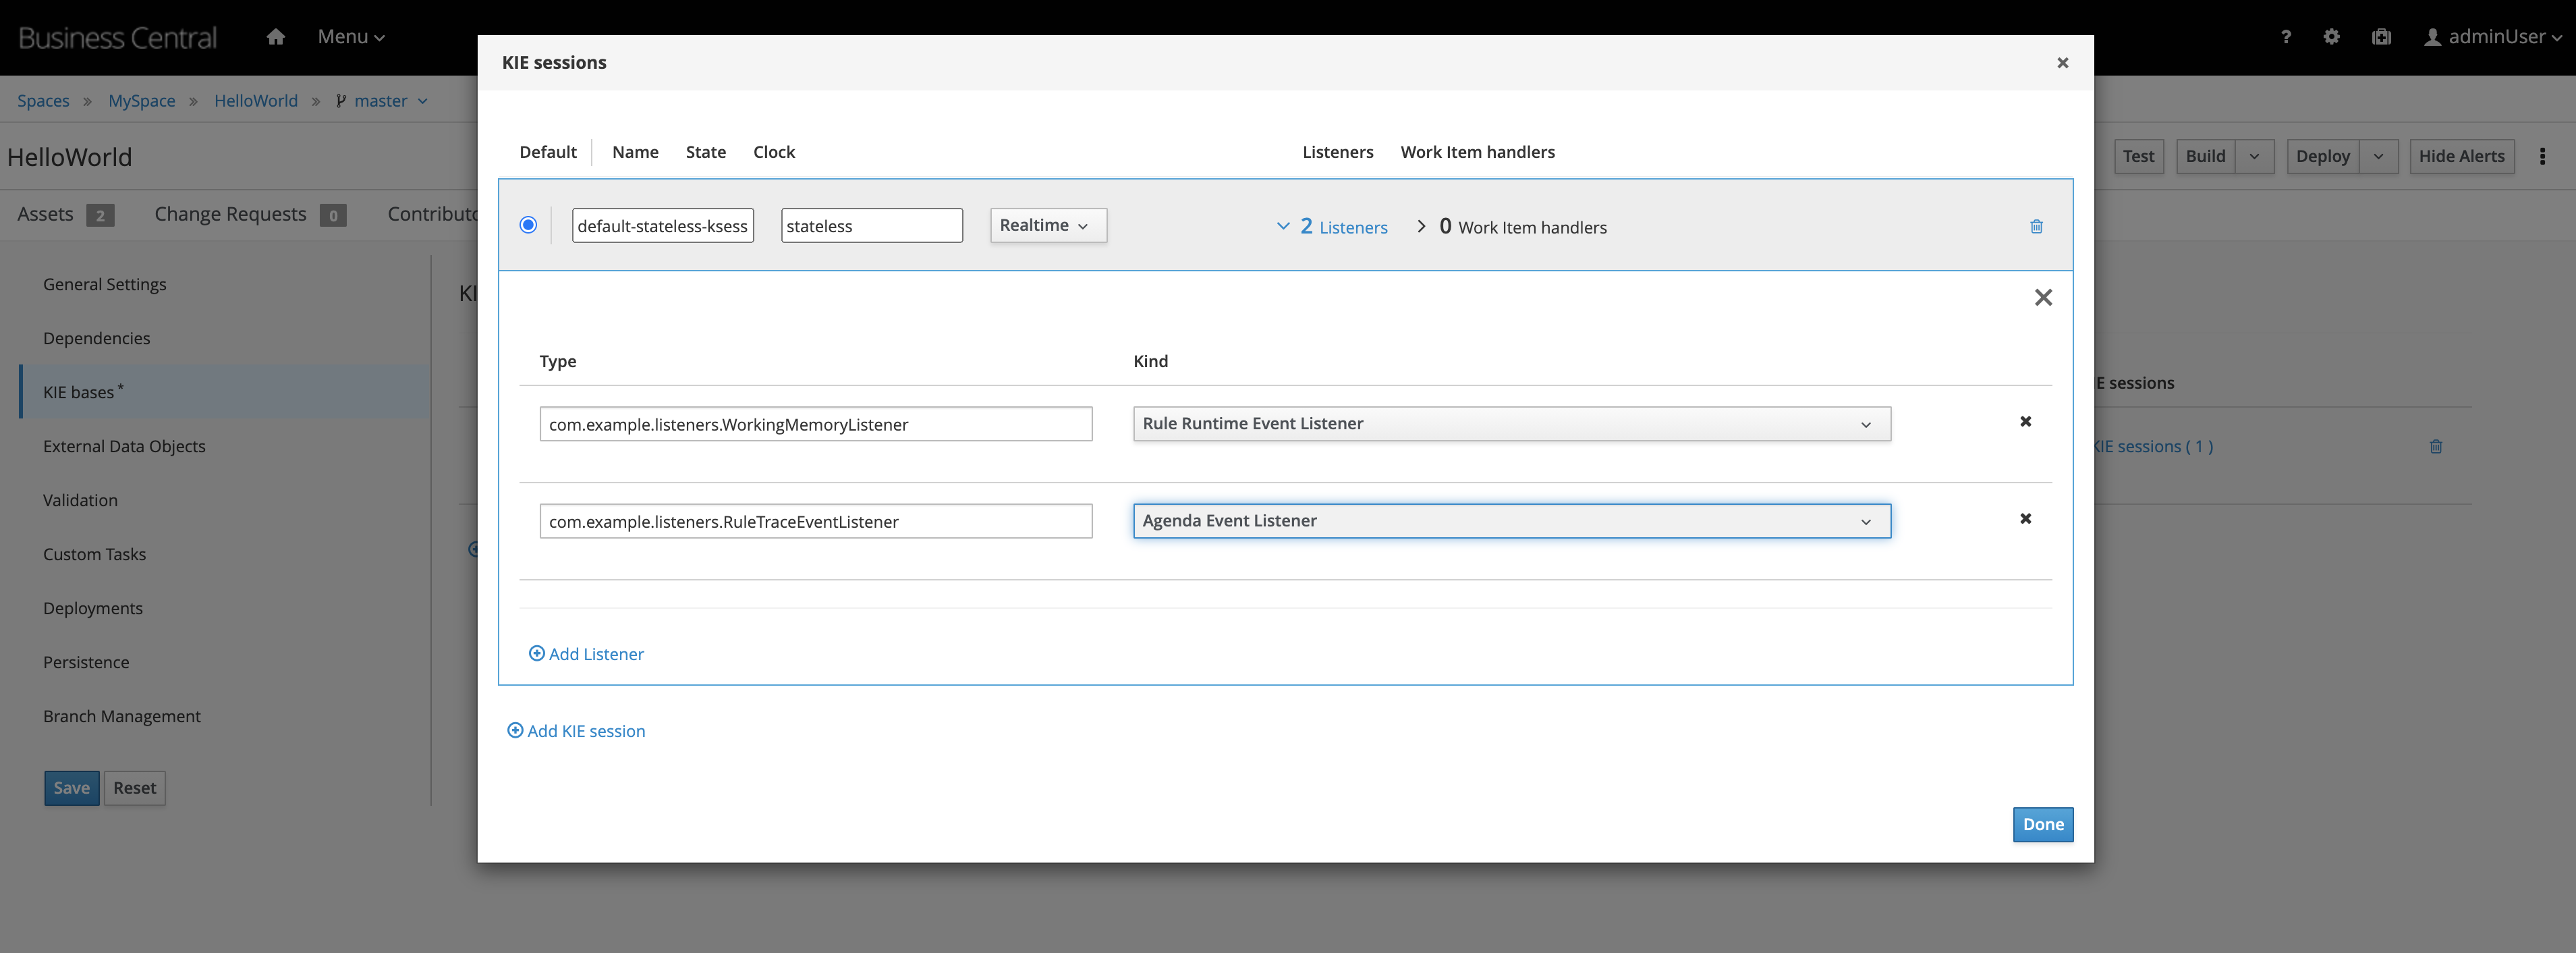 Business Central Menu ? adminUser
KIE sessions
Spaces » MySpace » HelloWorld » master
HelloWorld
Test Build Deploy Hide Alerts
Assets 2 Change Requests 0 
General Settings
Dependencies
KIE bases *
External Data Objects
Validation
Custom Tasks
Deployments
Persistence
Branch Management
Save Reset
Default Name State Clock Listeners Work Item handlers
default-stateless-ksess stateless Realtime 2 Listeners 0 Work Item handlers
Type Kind
com.example.listeners.WorkingMemoryListener Rule Runtime Event Listener
com.example.listeners.RuleTraceEventListener Agenda Event Listener
Add Listener
Add KIE session
Done
sessions
KIE sessions ( 1 )